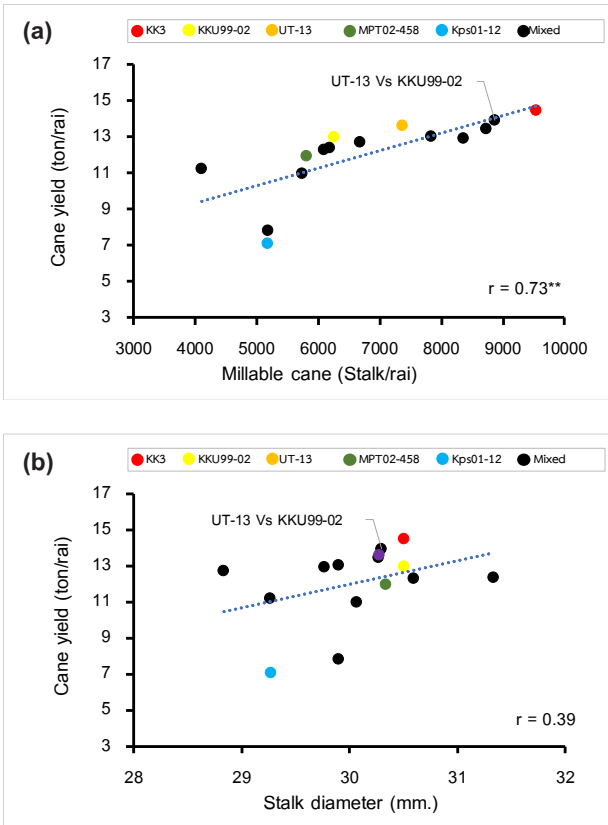 (a)
KK3 KKU99-02 UT-13 MPT02-458 Kps01-12 Mixed
17
15
13
11
9
7
5
3
Cane yield (ton/rai)
UT-13 Vs KKU99-02
r = 0.73**
3000 4000 5000 6000 7000 8000 9000 10000
Millable cane (Stalk/rai)
(b)
KK3 KKU99-02 UT-13 MPT02-458 Kps01-12 Mixed
17
15
13
11
9
7
5
3
Cane yield (ton/rai)
UT-13 Vs KKU99-02
r = 0.39
28 29 30 31 32
Stalk diameter (mm.)